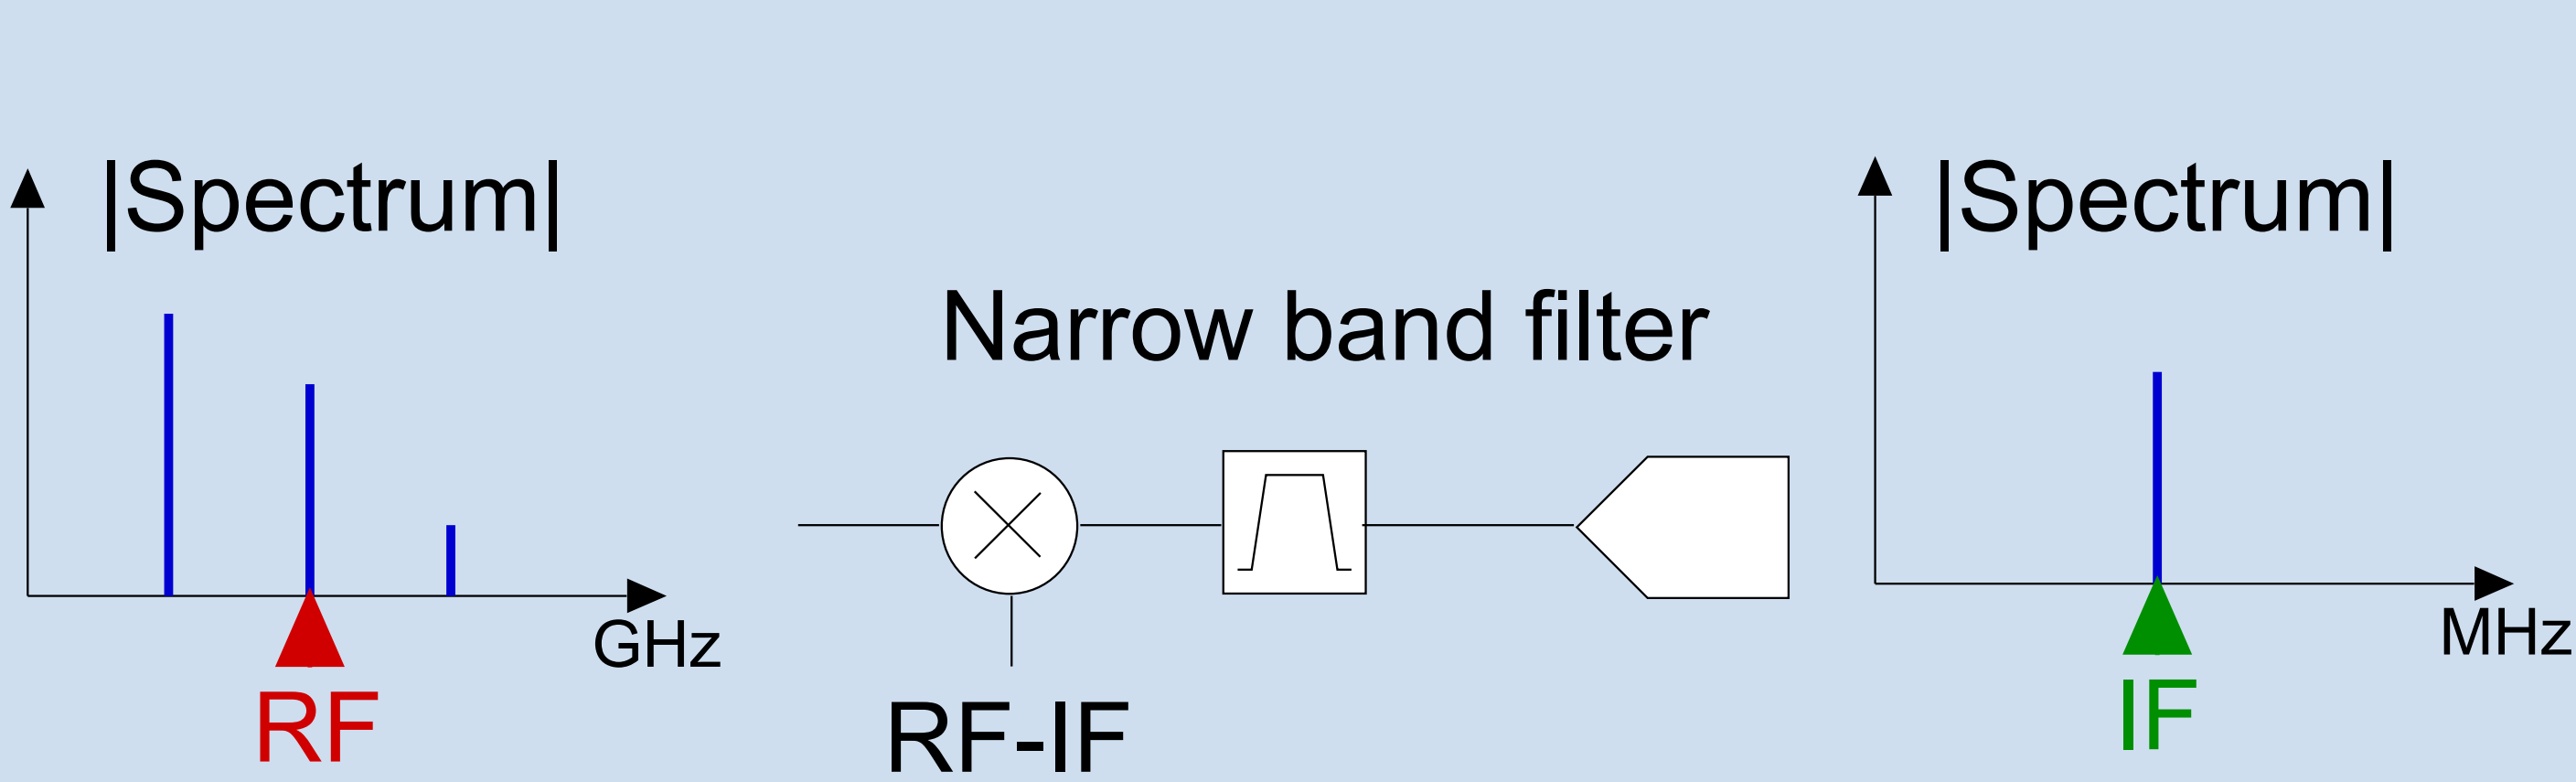 |Spectrum|
GHz
RF
Narrow band filter
RF-IF
|Spectrum|
MHz
IF